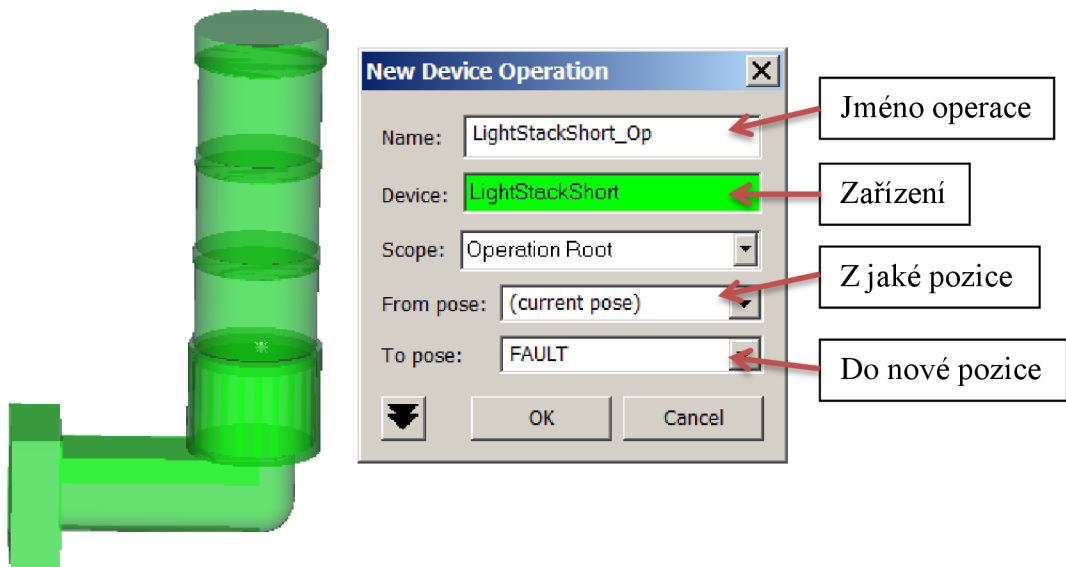 New Device Operation
Name: LightStackShort_Op
Jméno operace
Device: LightStackShort
Zařízení
Scope: Operation Root
Z jaké pozice
From pose: (current pose)
To pose: FAULT
Do nové pozice
OK Cancel